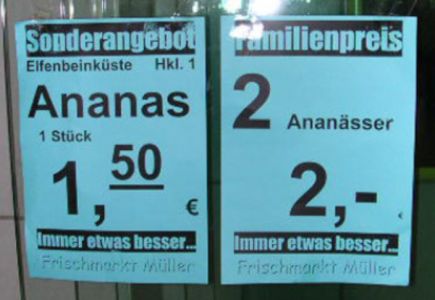 Sonderangebot
Elfenbeinküste Hkl. 1
Ananas
1 Stück
1,50 €
Immer etwas besser...
Frischmarkt Müller
Familienpreis
2 Ananässer
2,- €
Immer etwas besser...
Frischmarkt Müller